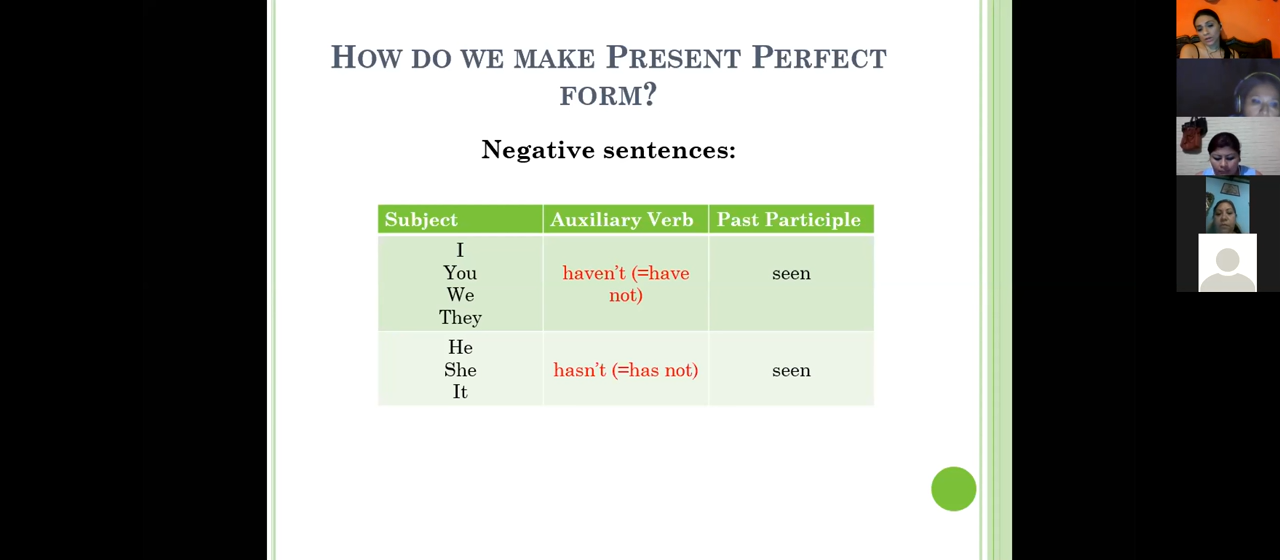 HOW DO WE MAKE PRESENT PERFECT
FORM?
Negative sentences:
Subject Auxiliary Verb Past Participle
I
You
We
They
haven't (=have
not)
seen
He
She
It
hasn't (=has not)
seen